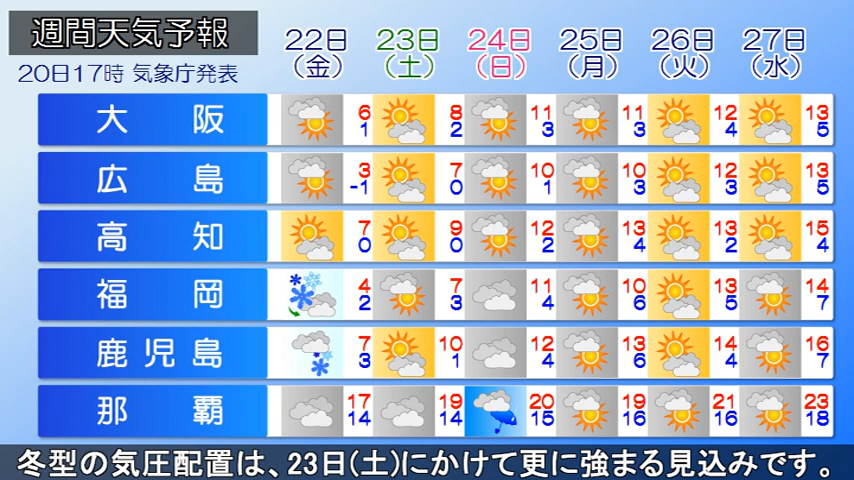 週間天気予報
20日17時 気象庁発表
22日 23日 24日 25日 26日 27日
(金) (土) (日) (月) (火) (水)
大阪 6 1 8 2 11 3 11 3 12 4 13 5
広島 3 -1 7 0 10 1 10 3 12 3 13 5
高知 7 0 9 0 12 2 13 4 13 2 15 4
福岡 4 2 7 3 11 4 10 6 13 5 14 7
鹿児島 7 3 10 1 12 4 13 6 14 4 16 7
那覇 17 14 19 14 20 15 19 16 21 16 23 18
冬型の気圧配置は、23日(土)にかけて更に強まる見込みです。